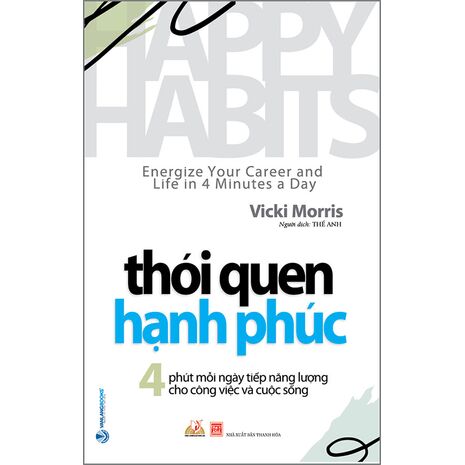 HAPPY
HABITS
Energize Your Career and
Life in 4 Minutes a Day
Vicki Morris
Người dịch: THẾ ANH
thói quen
hạnh phúc
4 phút mỗi ngày tiếp năng lượng
cho công việc và cuộc sống
VANLANGBOOKS
NHÀ XUẤT BẢN THANH HÓA